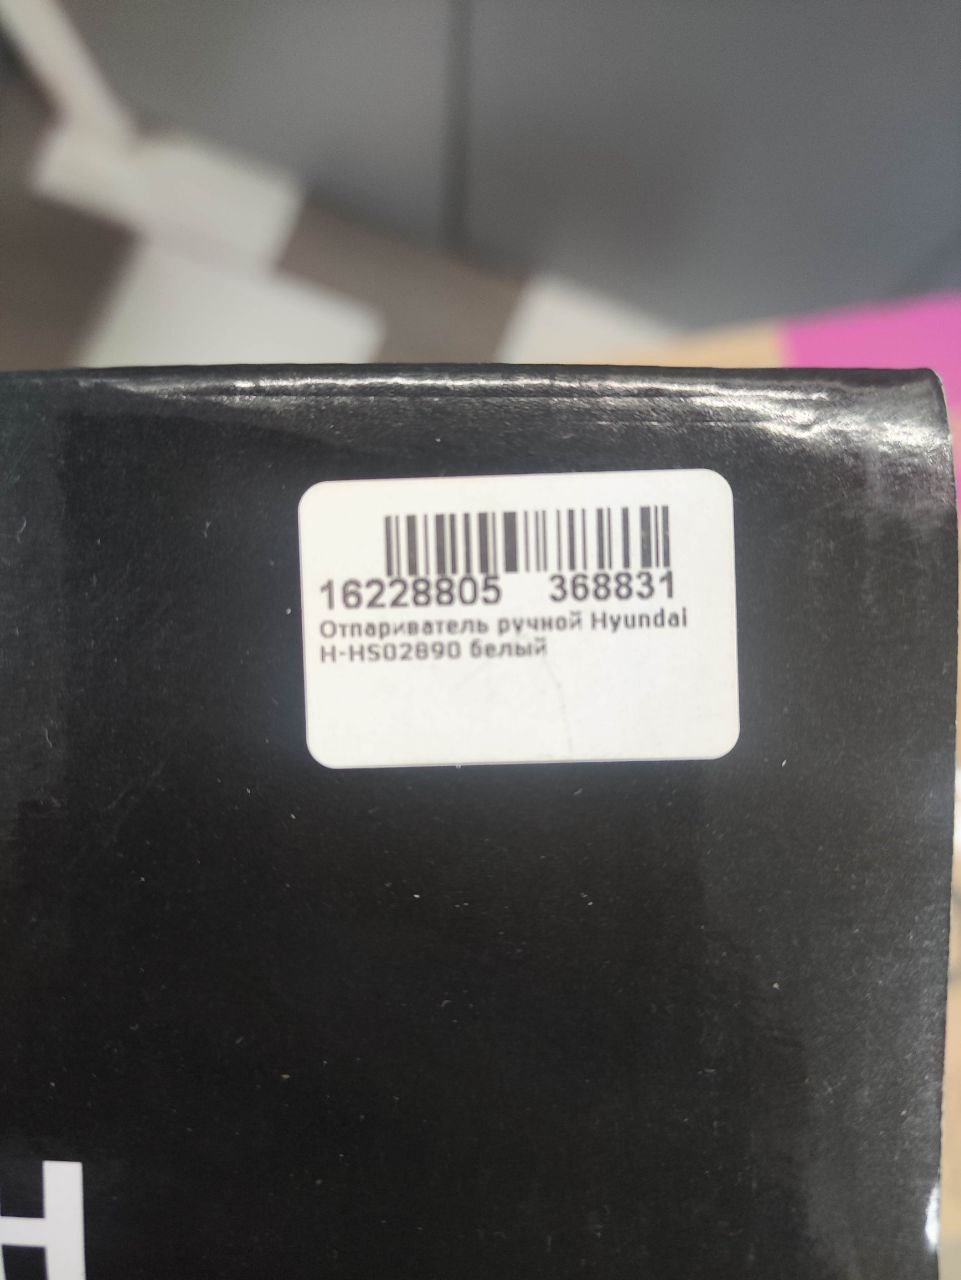 16228805 368831
Отпариватель ручной Hyundai
H-HS02890 белый
H